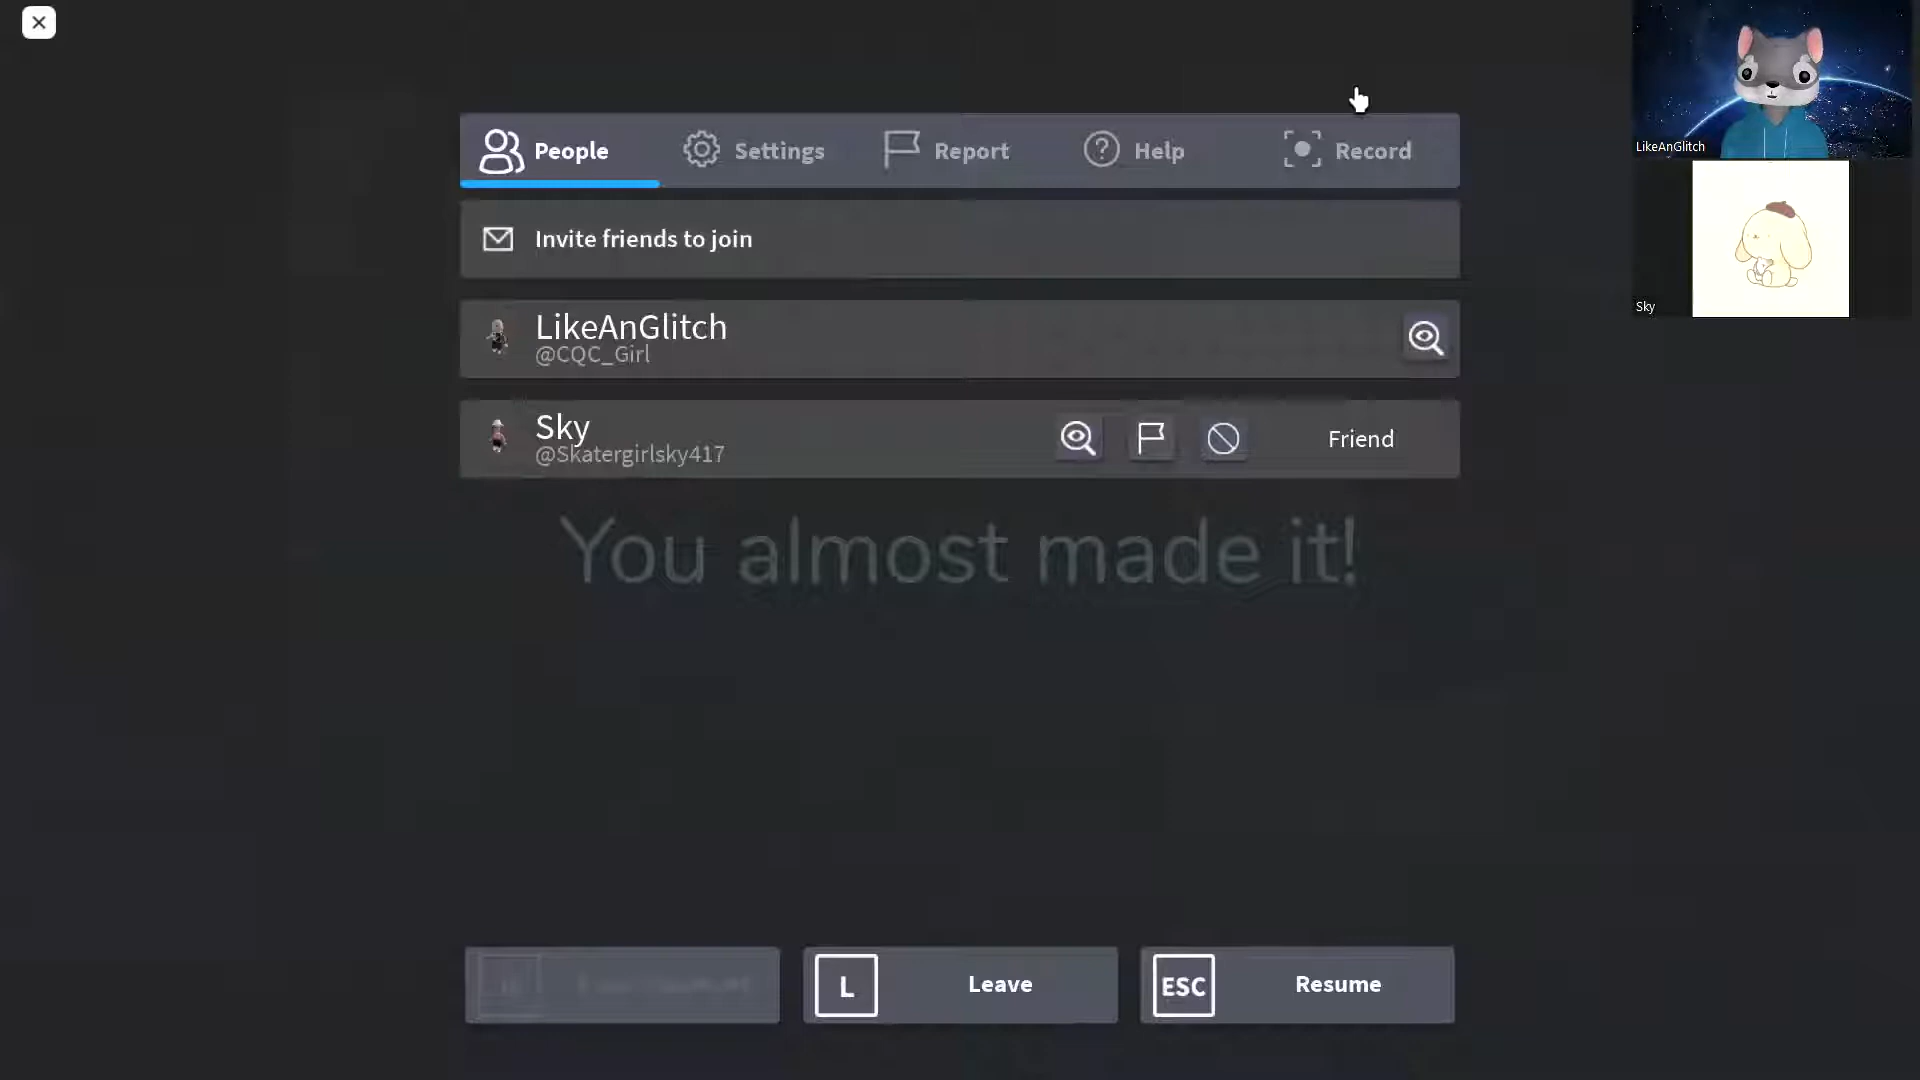 People
Settings
Report
Help
Record
Invite friends to join
LikeAnGlitch
@CQC_Girl
Sky
@Skatergirlsky417
Friend
You almost made it!
L
Leave
ESC
Resume
LikeAnGlitch
Sky